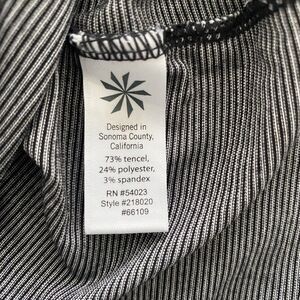 Designed in
Sonoma County,
California
73% tencel,
24% polyester,
3% spandex
RN #54023
Style #218020
#66109